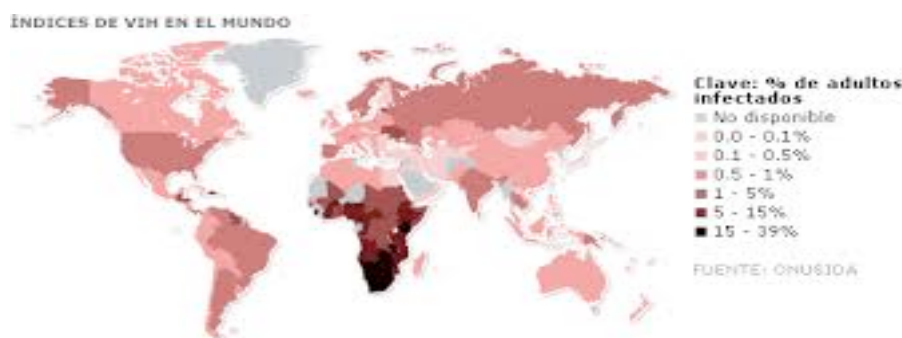 ÍNDICES DE VIH EN EL MUNDO
Clave: % de adultos
infectados
No disponible
0.0 - 0.1%
0.1 - 0.5%
0.5 - 1%
1 - 5%
5 - 15%
15 - 39%
FUENTE: ONUSIDA